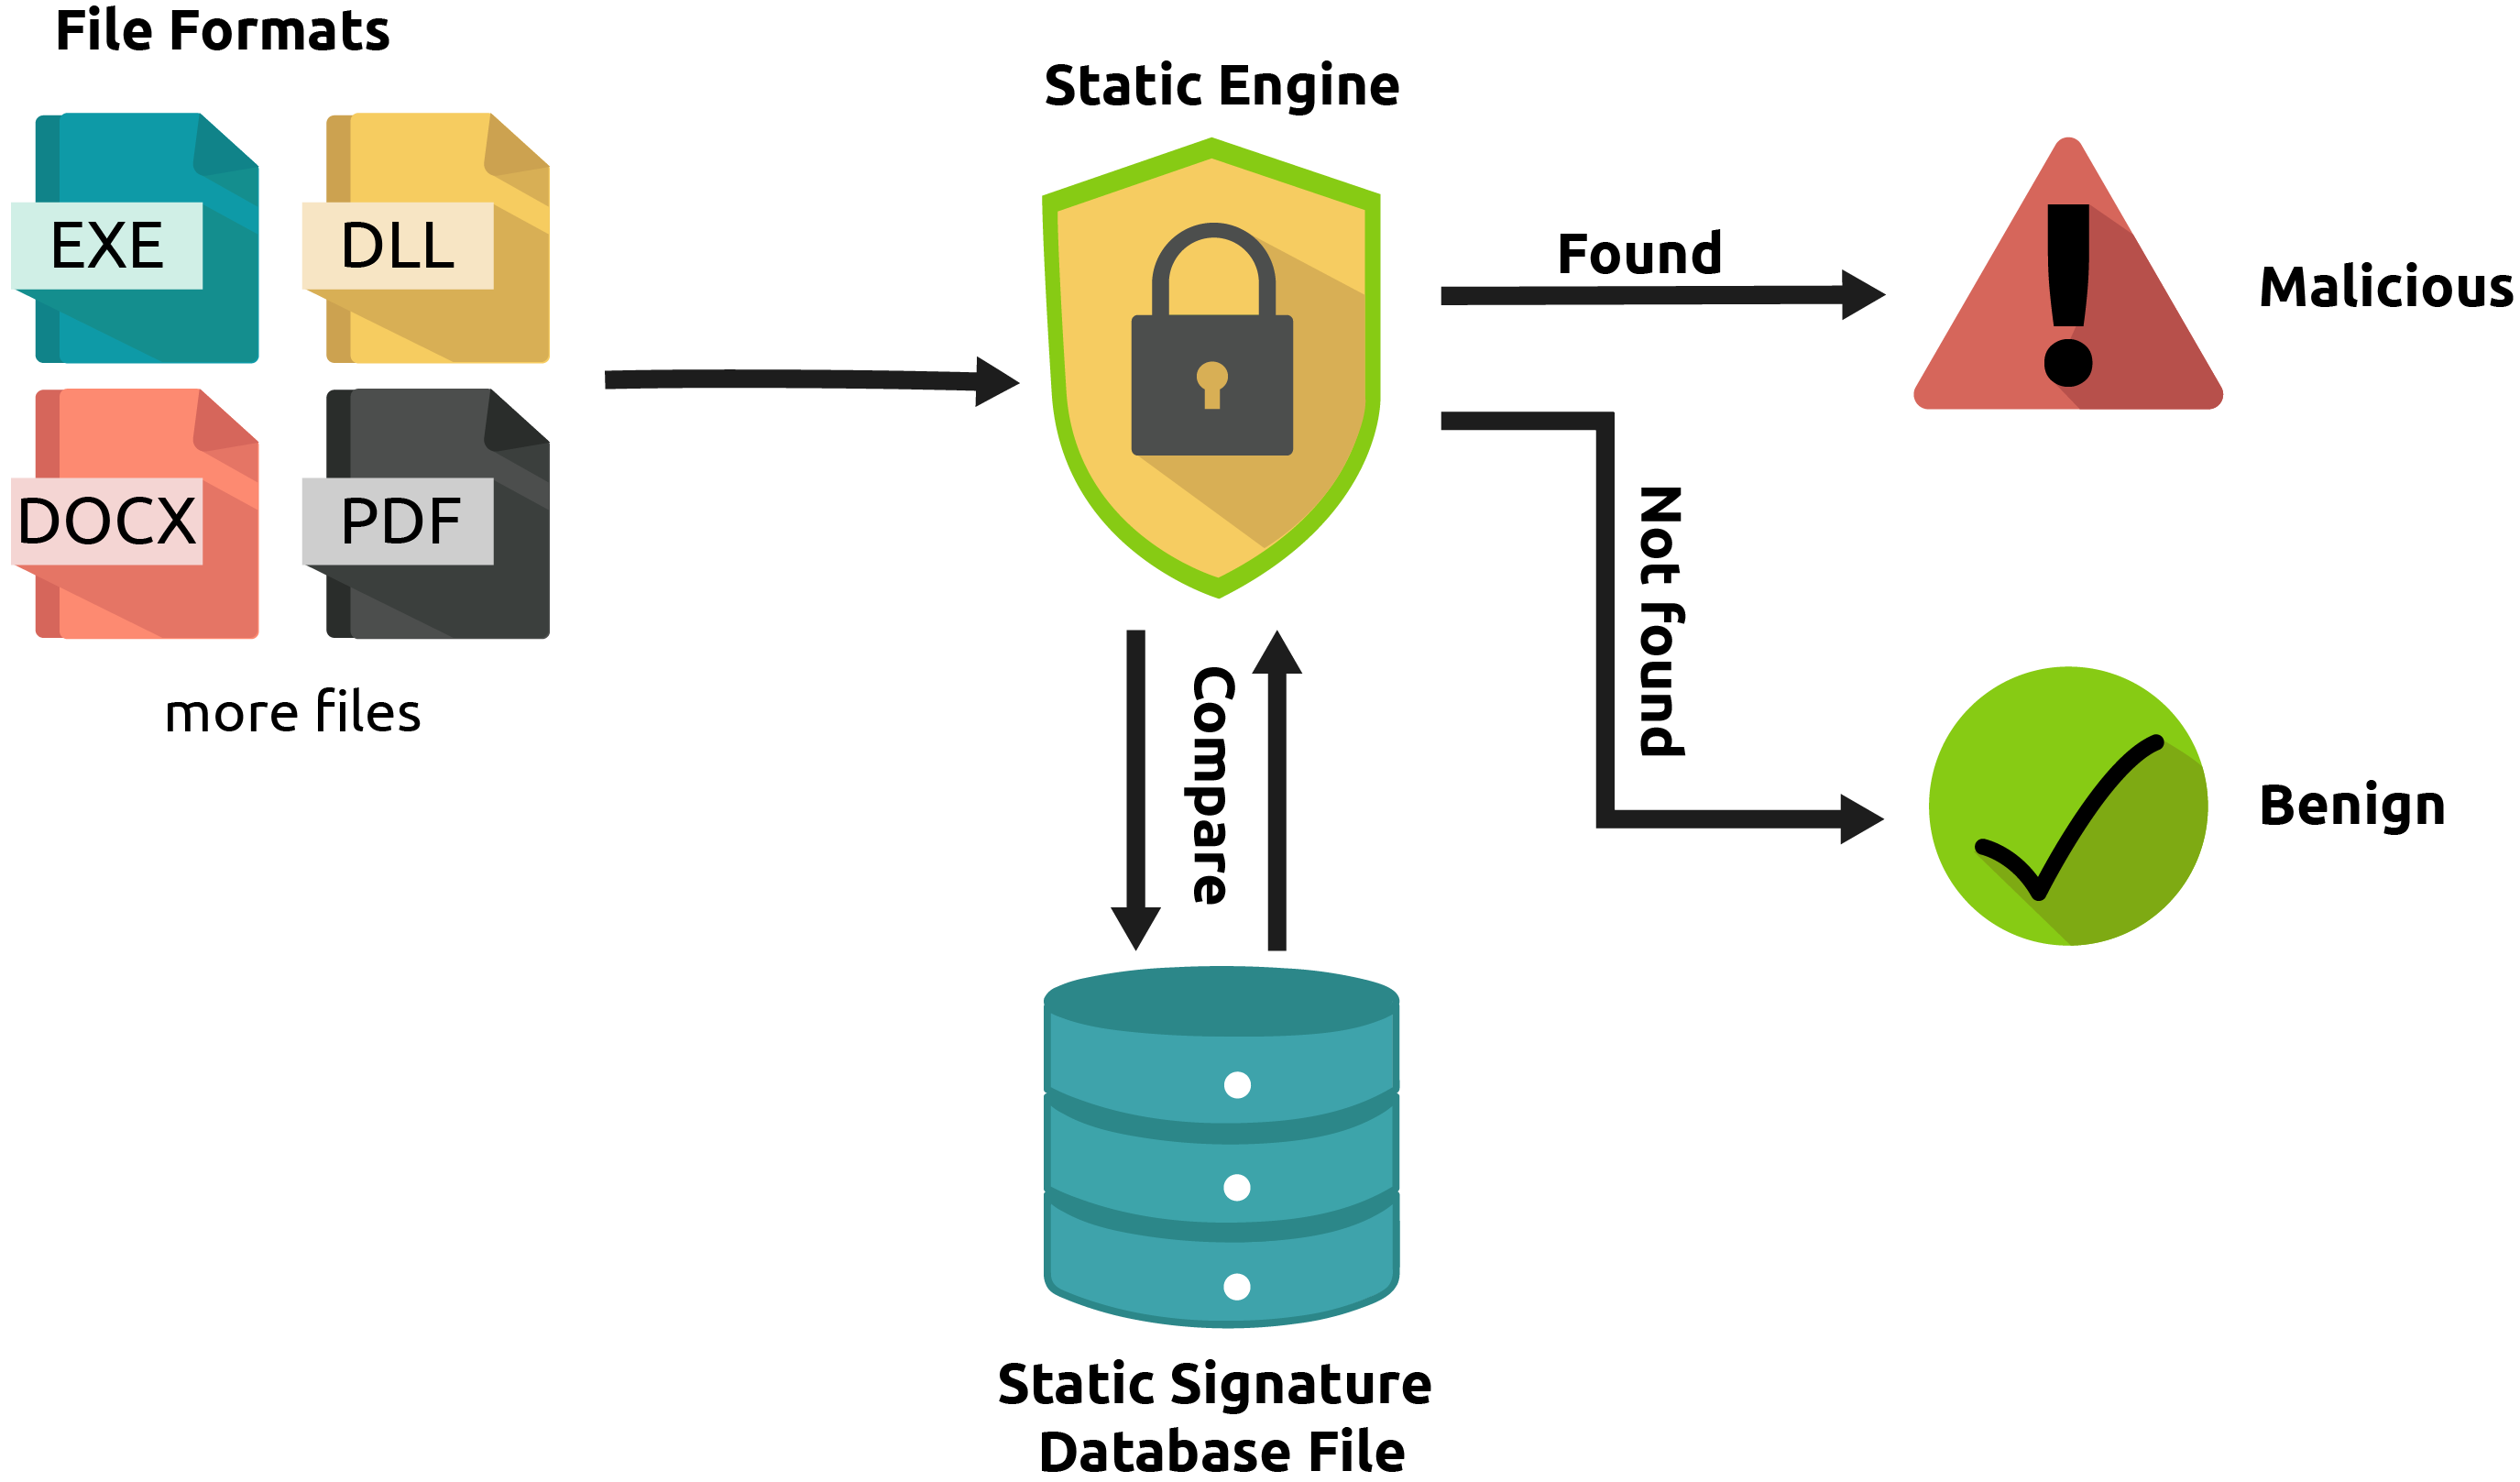 File Formats
EXE
DLL
DOCX
PDF
more files
Static Engine
Found
Malicious
Not found
Benign
Compare
Static Signature
Database File